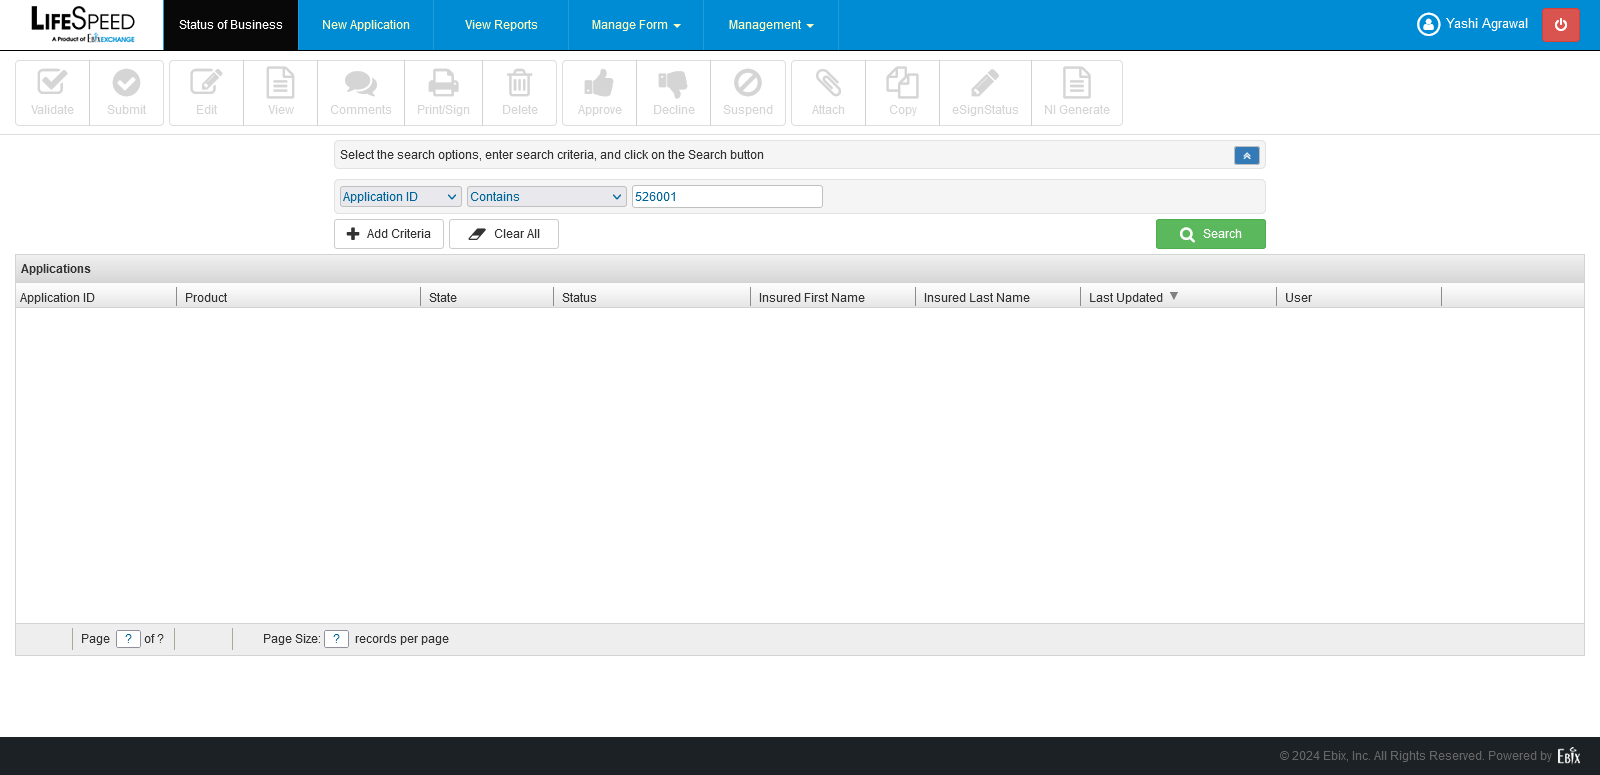 LIFESPEED
A Product of EbixEXCHANGE
Status of Business
New Application
View Reports
Manage Form
Management
Yashi Agrawal
Validate
Submit
Edit
View
Comments
Print/Sign
Delete
Approve
Decline
Suspend
Attach
Copy
eSignStatus
NI Generate
Select the search options, enter search criteria, and click on the Search button
Application ID
Contains
526001
Add Criteria
Clear All
Search
Applications
Application ID
Product
State
Status
Insured First Name
Insured Last Name
Last Updated
User
Page ? of ?
Page Size: ? records per page
© 2024 Ebix, Inc. All Rights Reserved. Powered by Ebix